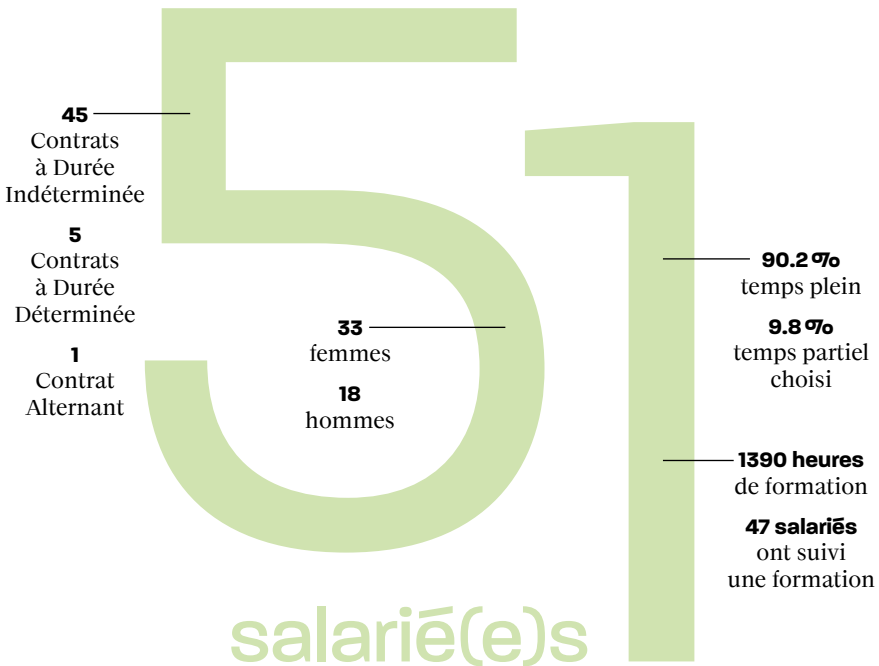 51
45
Contrats
à Durée
Indéterminée
5
Contrats
à Durée
Déterminée
1
Contrat
Alternant
33
femmes
18
hommes
90.2 %
temps plein
9.8 %
temps partiel
choisi
1390 heures
de formation
47 salariés
ont suivi
une formation
salarié(e)s